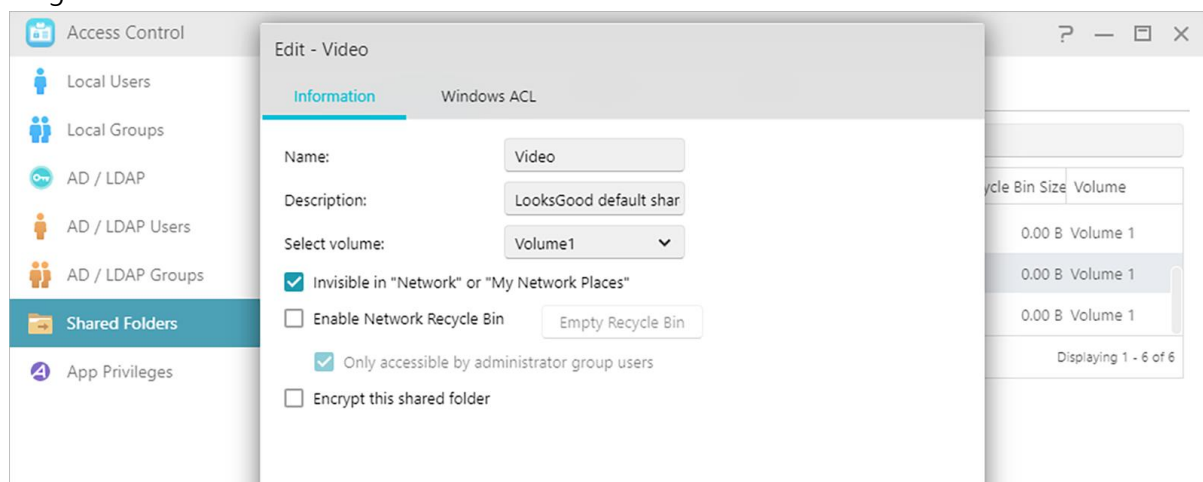 Access Control
Local Users
Local Groups
AD / LDAP
AD / LDAP Users
AD / LDAP Groups
Shared Folders
App Privileges
Edit - Video
Information Windows ACL
Name: Video
Description: LooksGood default shar
Select volume: Volume1
Invisible in "Network" or "My Network Places"
Enable Network Recycle Bin Empty Recycle Bin
Only accessible by administrator group users
Encrypt this shared folder
Bin Size Volume
0.00 B Volume 1
0.00 B Volume 1
0.00 B Volume 1
Displaying 1 - 6 of 6